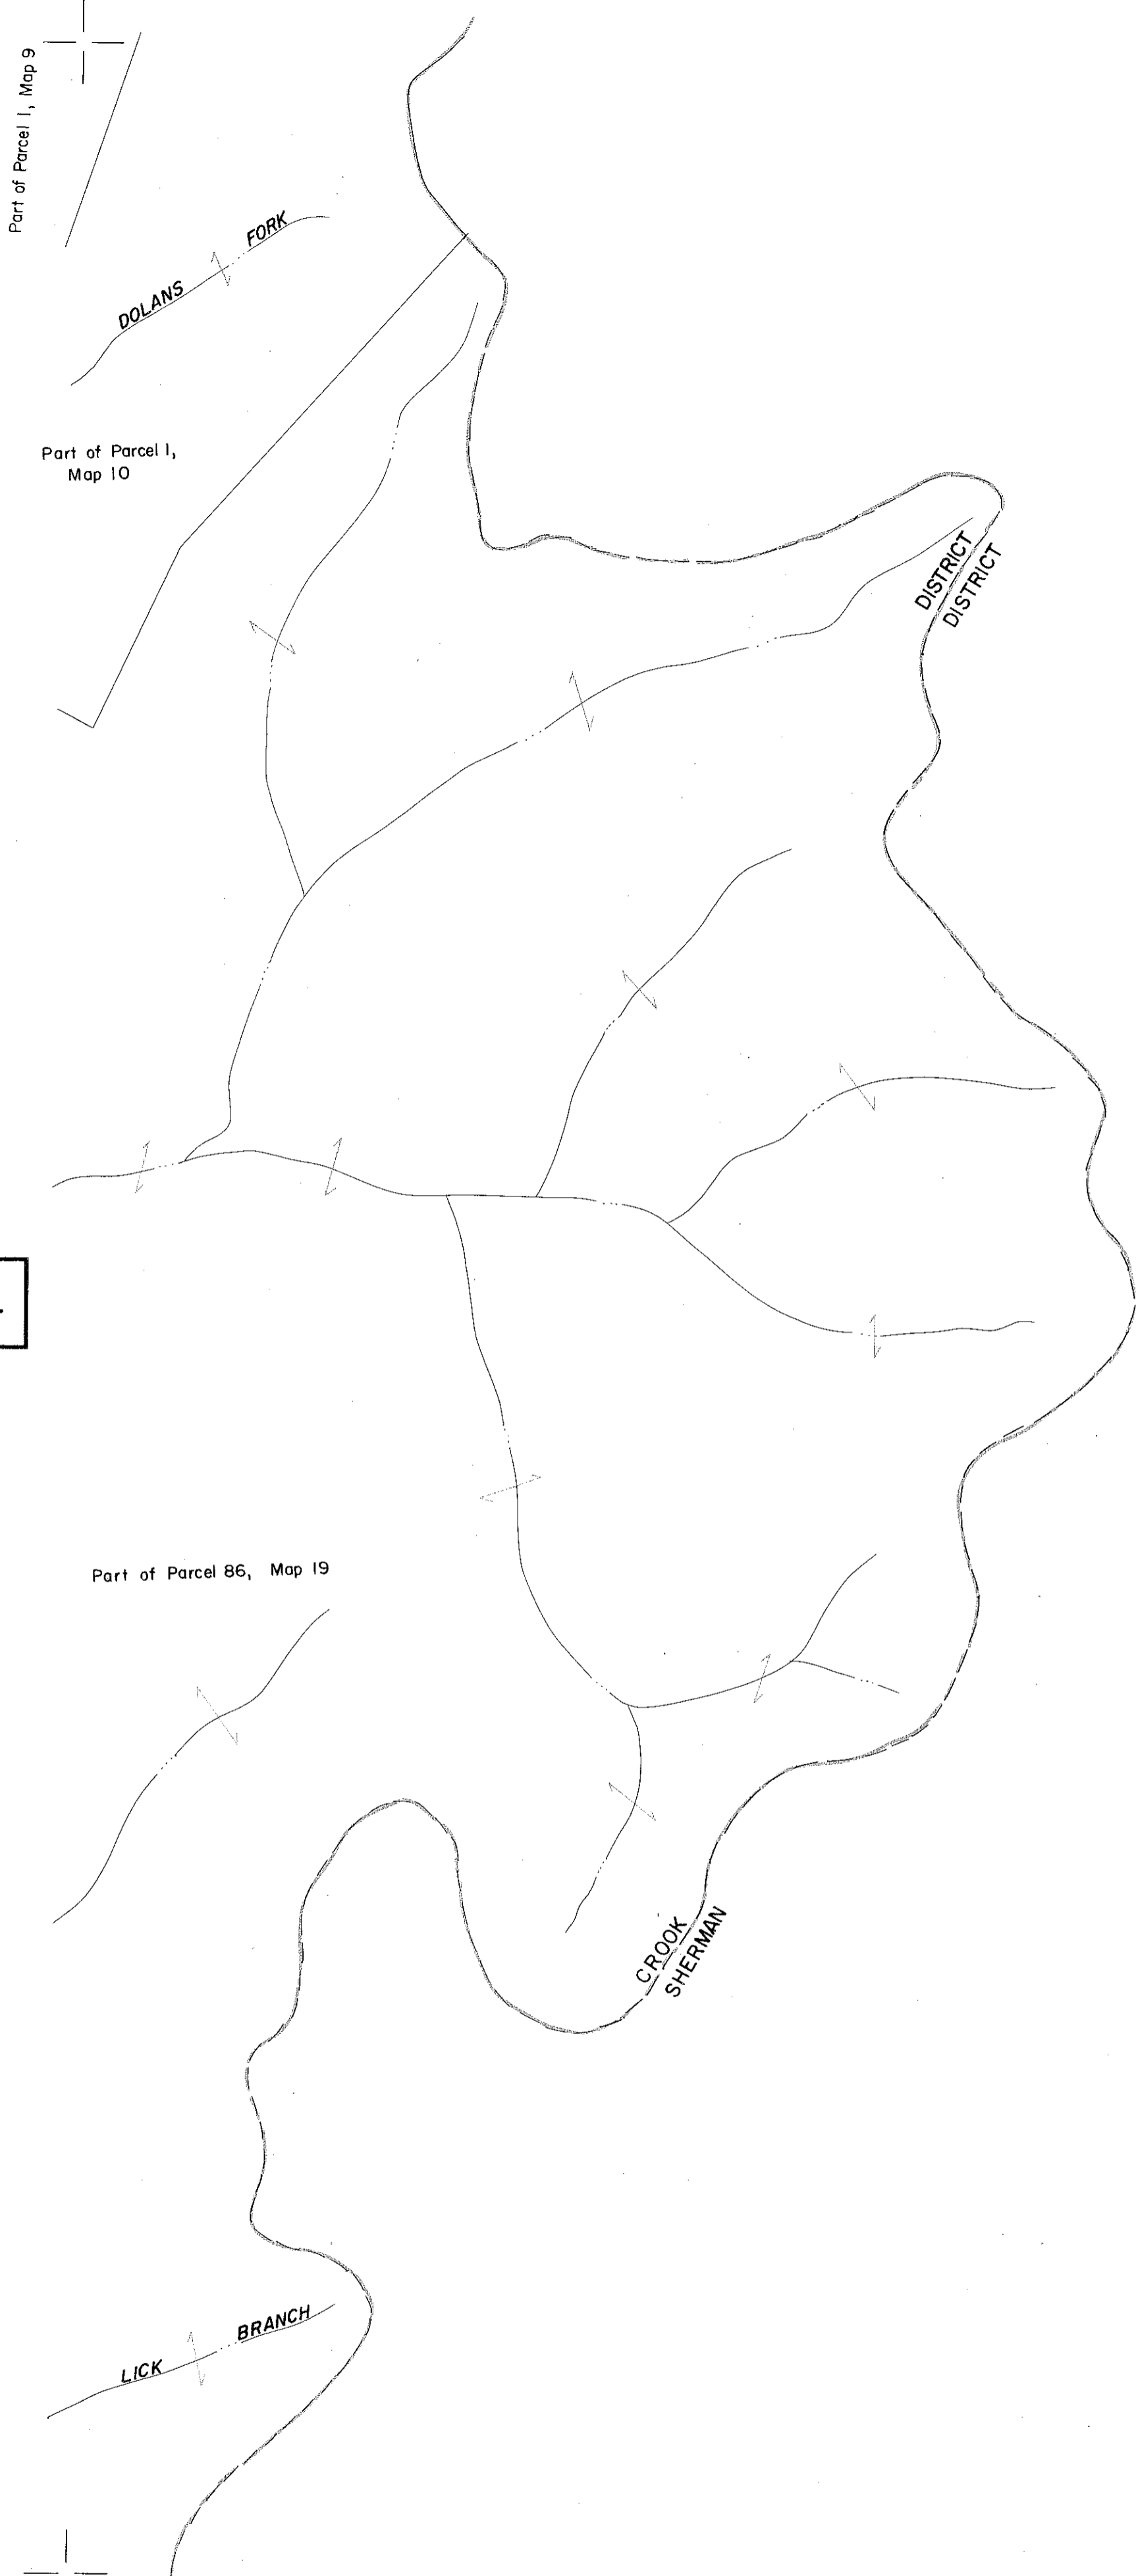 Part of Parcel 1, Map 9
DOLANS FORK
Part of Parcel 1,
Map 10
DISTRICT
DISTRICT
Part of Parcel 86, Map 19
CROOK
SHERMAN
LICK BRANCH